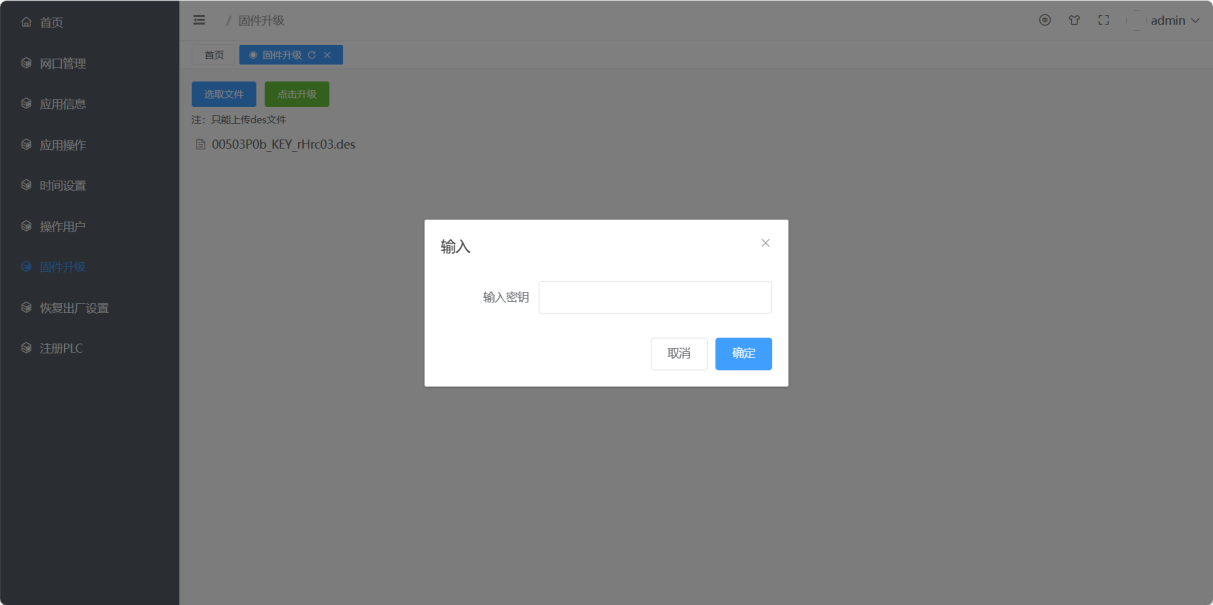 首页
网口管理
应用信息
应用操作
时间设置
操作用户
固件升级
恢复出厂设置
注册PLC
/ 固件升级
admin
首页
固件升级
选取文件
点击升级
注：只能上传des文件
00503P0b_KEY_rHrc03.des
输入
输入密钥
取消
确定